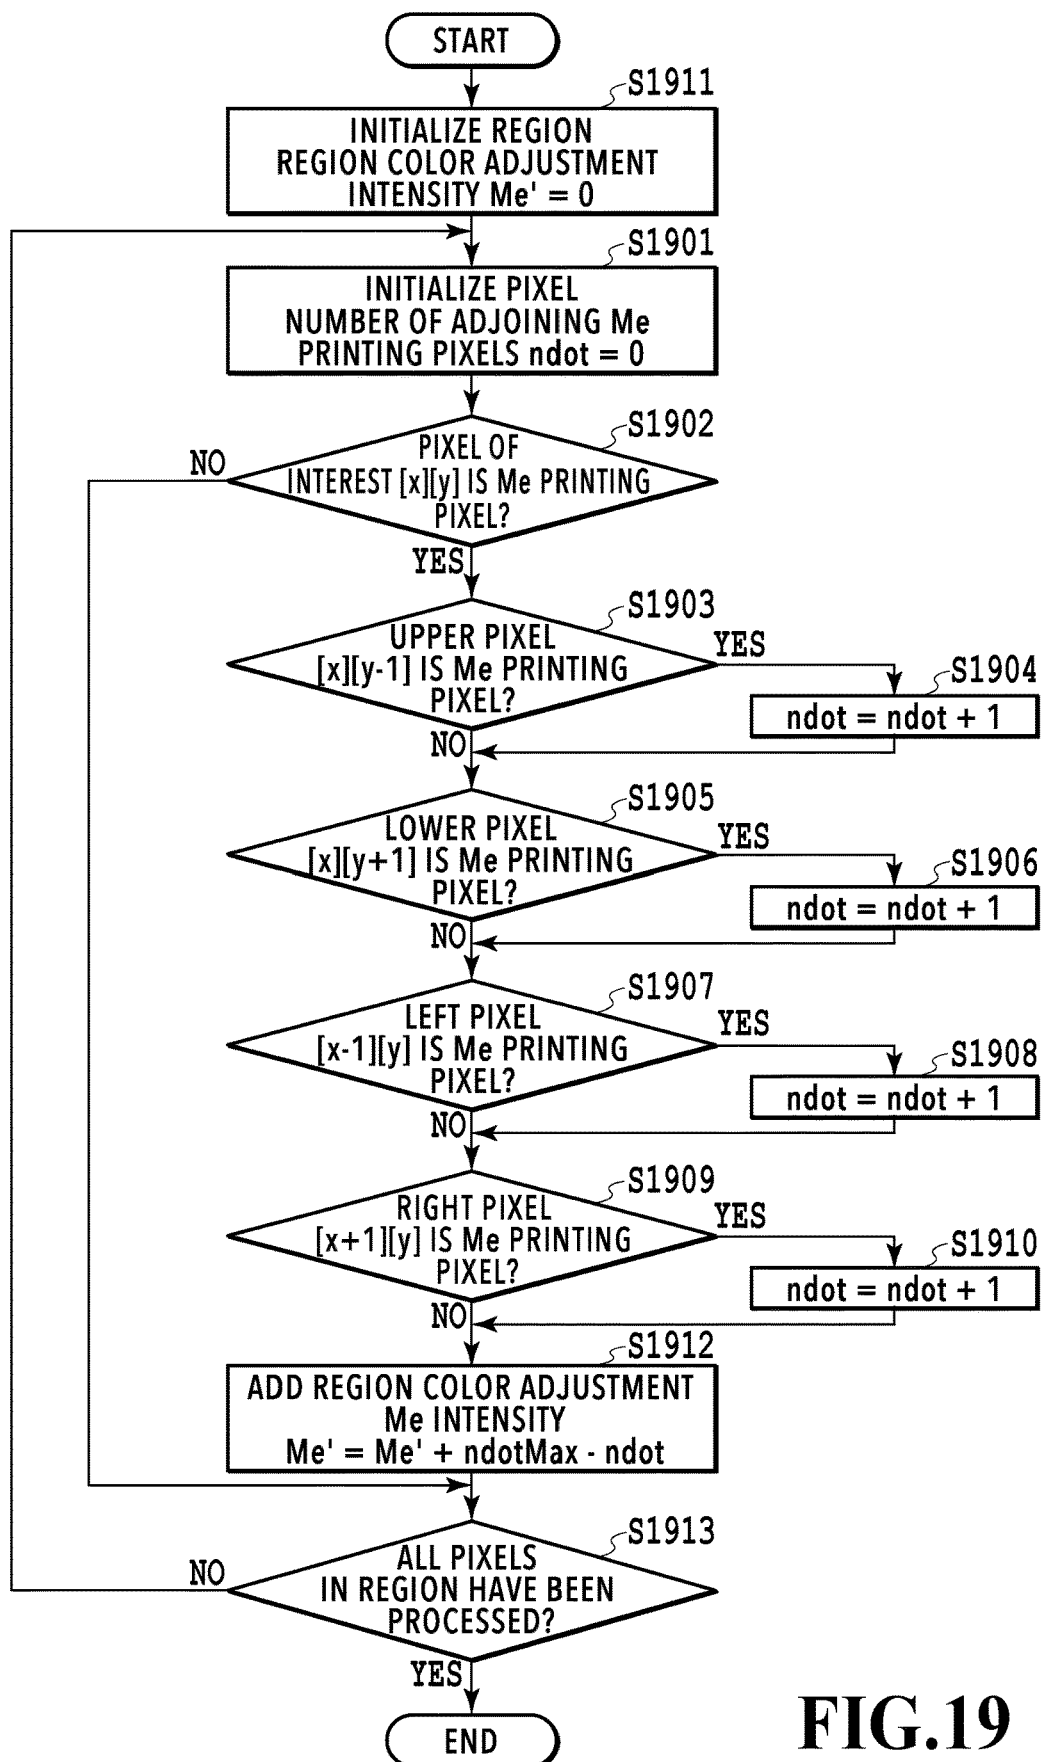 START
S1911
INITIALIZE REGION
REGION COLOR ADJUSTMENT
INTENSITY Me' = 0
S1901
INITIALIZE PIXEL
NUMBER OF ADJOINING Me
PRINTING PIXELS ndot = 0
S1902
PIXEL OF
INTEREST [x][y] IS Me PRINTING
PIXEL?
NO
YES
S1903
UPPER PIXEL
[x][y-1] IS Me PRINTING
PIXEL?
YES
S1904
ndot = ndot + 1
NO
S1905
LOWER PIXEL
[x][y+1] IS Me PRINTING
PIXEL?
YES
S1906
ndot = ndot + 1
NO
S1907
LEFT PIXEL
[x-1][y] IS Me PRINTING
PIXEL?
YES
S1908
ndot = ndot + 1
NO
S1909
RIGHT PIXEL
[x+1][y] IS Me PRINTING
PIXEL?
YES
S1910
ndot = ndot + 1
NO
S1912
ADD REGION COLOR ADJUSTMENT
Me INTENSITY
Me' = Me' + ndotMax - ndot
S1913
ALL PIXELS
IN REGION HAVE BEEN
PROCESSED?
NO
YES
END
FIG.19